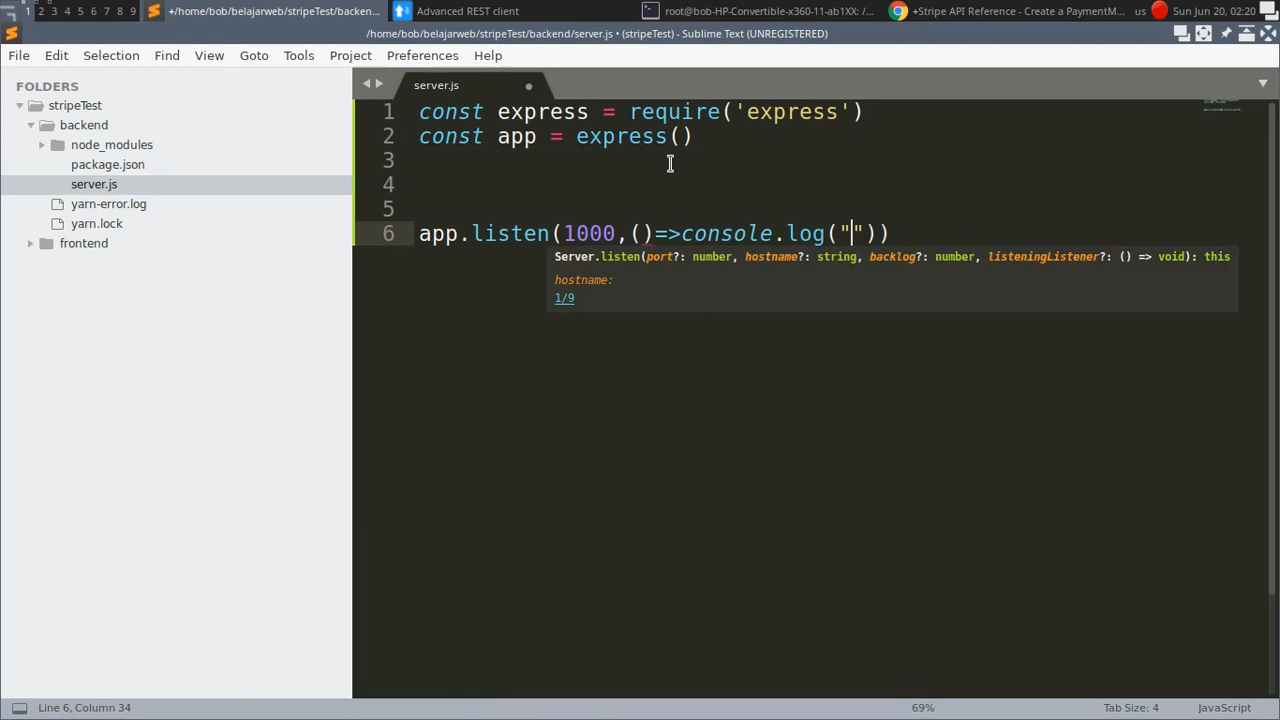 1 2 3 4 5 6 7 8 9 +/home/bob/belajarweb/stripeTest/backen... Advanced REST client root@bob-HP-Convertible-x360-11-ab1XX: /... +Stripe API Reference - Create a PaymentM... us Sun Jun 20, 02:20
/home/bob/belajarweb/stripeTest/backend/server.js • (stripeTest) - Sublime Text (UNREGISTERED)
File Edit Selection Find View Goto Tools Project Preferences Help
FOLDERS
stripeTest
backend
node_modules
package.json
server.js
yarn-error.log
yarn.lock
frontend
server.js
1 const express = require('express')
2 const app = express()
3
4
5
6 app.listen(1000,()=>console.log(""))
Server.listen(port?: number, hostname?: string, backlog?: number, listeningListener?: () => void): this
hostname:
1/9
Line 6, Column 34 69% Tab Size: 4 JavaScript